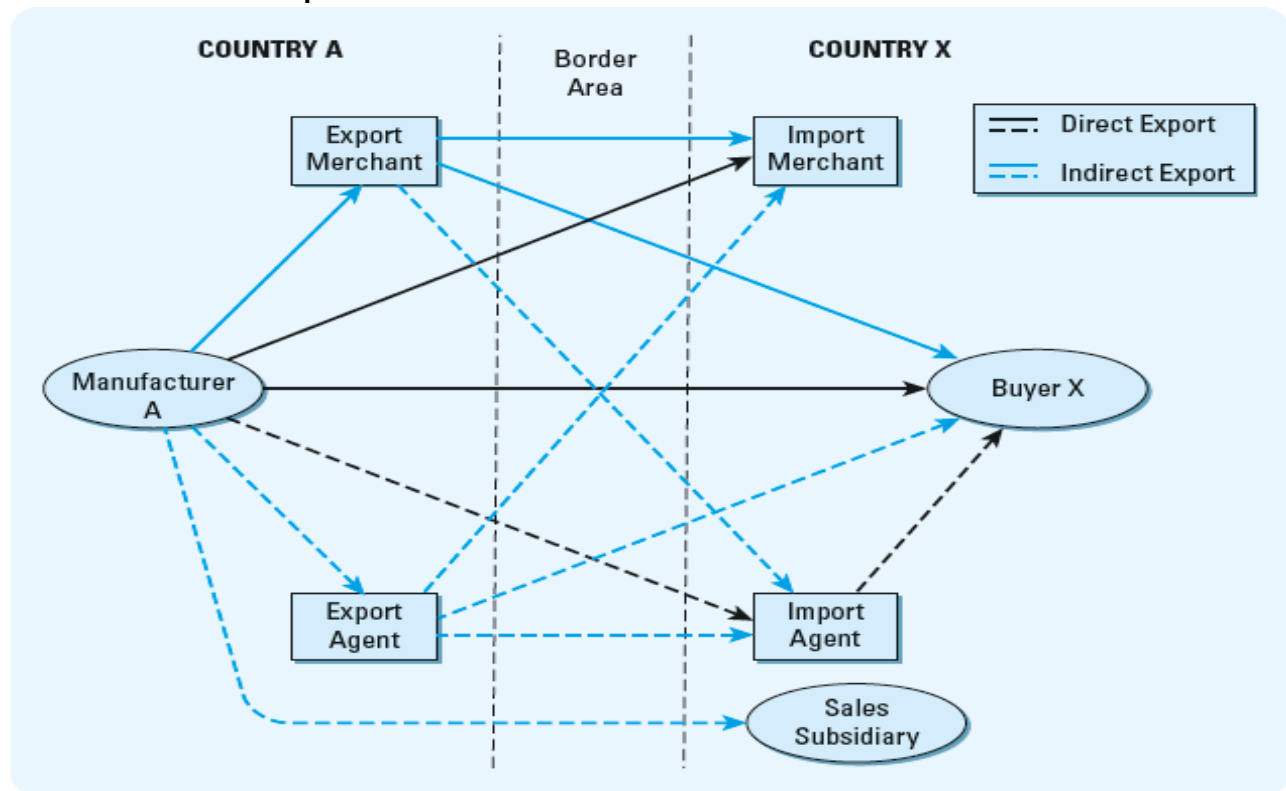 COUNTRY A
Border
Area
COUNTRY X
Export
Merchant
Import
Merchant
Direct Export
Indirect Export
Manufacturer
A
Buyer X
Export
Agent
Import
Agent
Sales
Subsidiary